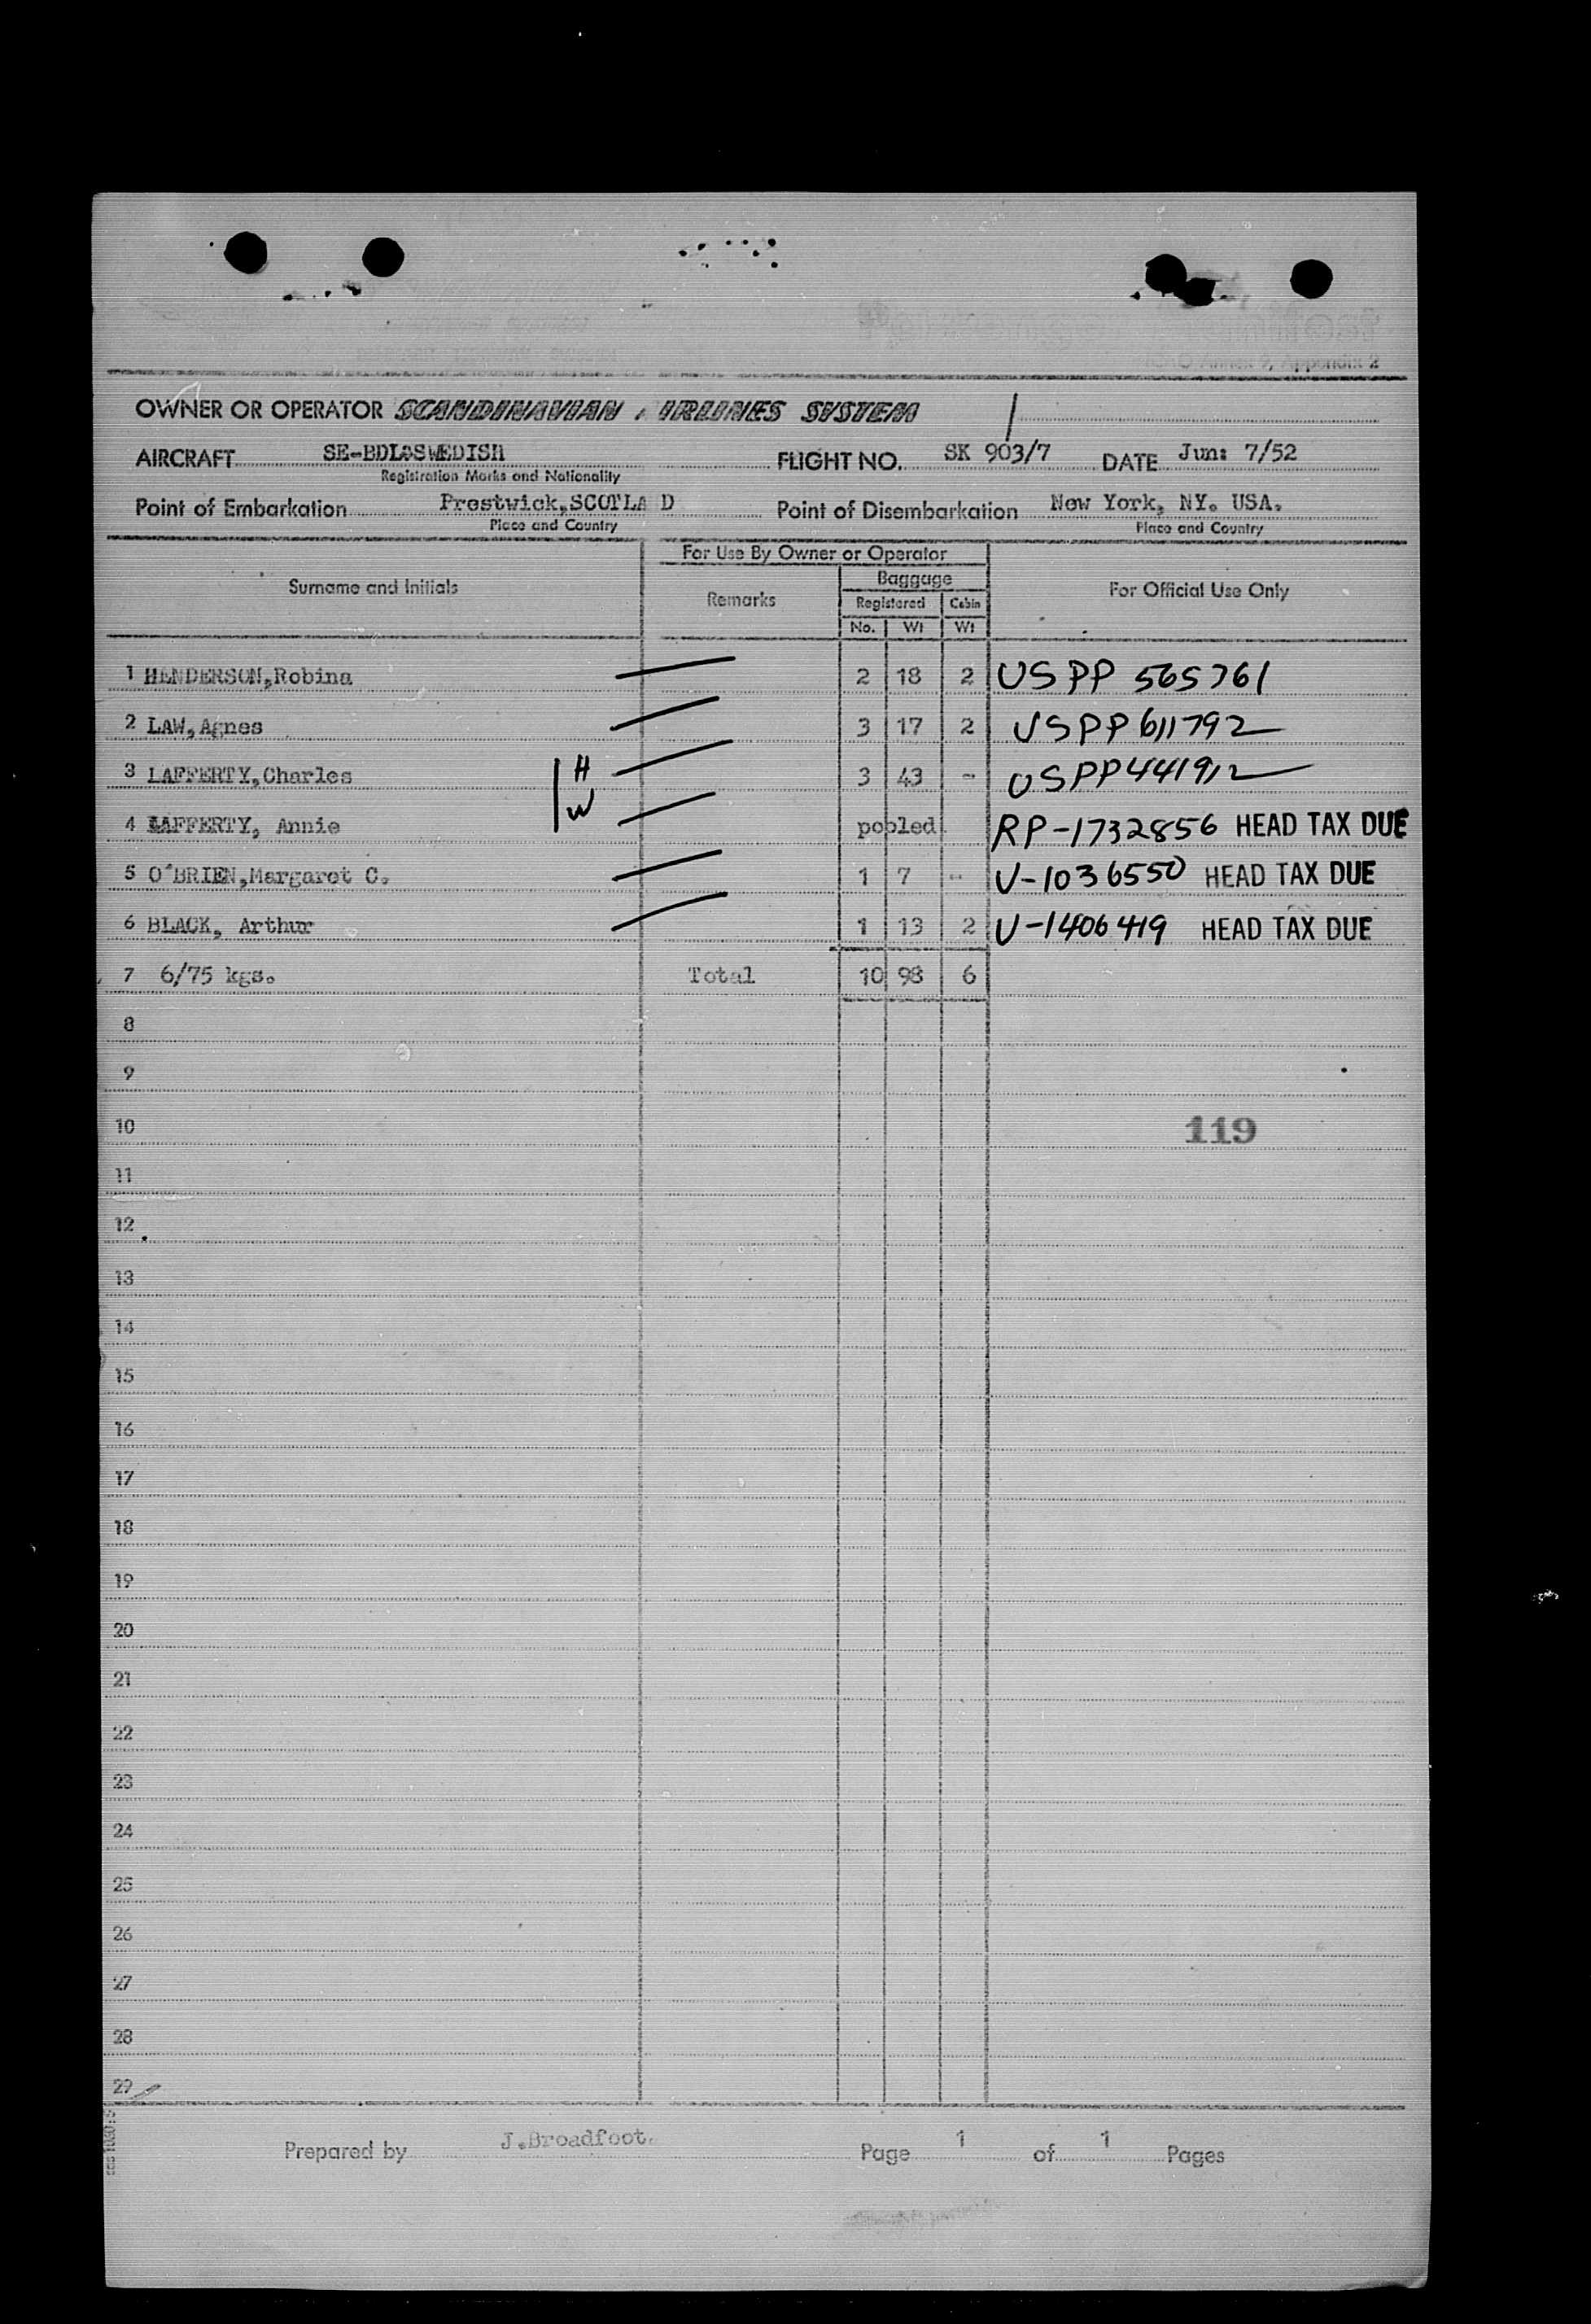 OWNER OR OPERATOR SCANDINAVIAN AIRLINES SYSTEM
AIRCRAFT SE-BDL:SWEDISH FLIGHT NO. SK 903/7 DATE Jun: 7/52
Registration Marks and Nationality
Point of Embarkation Prestwick,SCOTLA D Point of Disembarkation New York, NY. USA.
Place and Country Place and Country
For Use By Owner or Operator
Surname and Initials Remarks Baggage For Official Use Only
Registered Cabin
No. Wt Wt
1 HENDERSON,Robina 2 18 2 USPP 565761
2 LAW,Agnes 3 17 2 USPP 611792
3 LAFFERTY,Charles H 3 43 - USPP 441912
4 LAFFERTY, Annie W pooled RP-1732856 HEAD TAX DUE
5 O'BRIEN,Margaret C. 1 7 - V-1036550 HEAD TAX DUE
6 BLACK, Arthur 1 13 2 V-1406419 HEAD TAX DUE
7 6/75 kgs. Total 10 98 6
8
9
10 119
11
12
13
14
15
16
17
18
19
20
21
22
23
24
25
26
27
28
29
Prepared by J.Broadfoot. Page 1 of 1 Pages